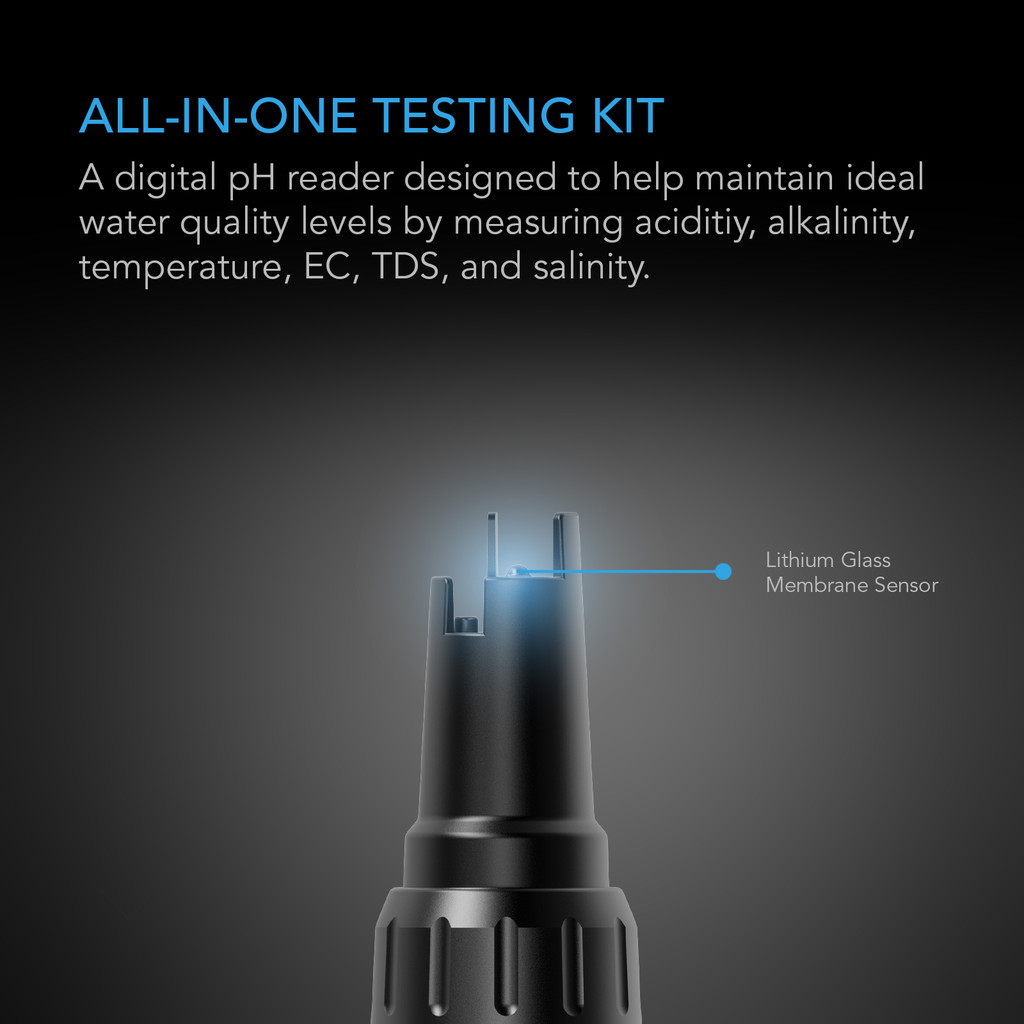 ALL-IN-ONE TESTING KIT
A digital pH reader designed to help maintain ideal
water quality levels by measuring aciditiy, alkalinity,
temperature, EC, TDS, and salinity.
Lithium Glass
Membrane Sensor